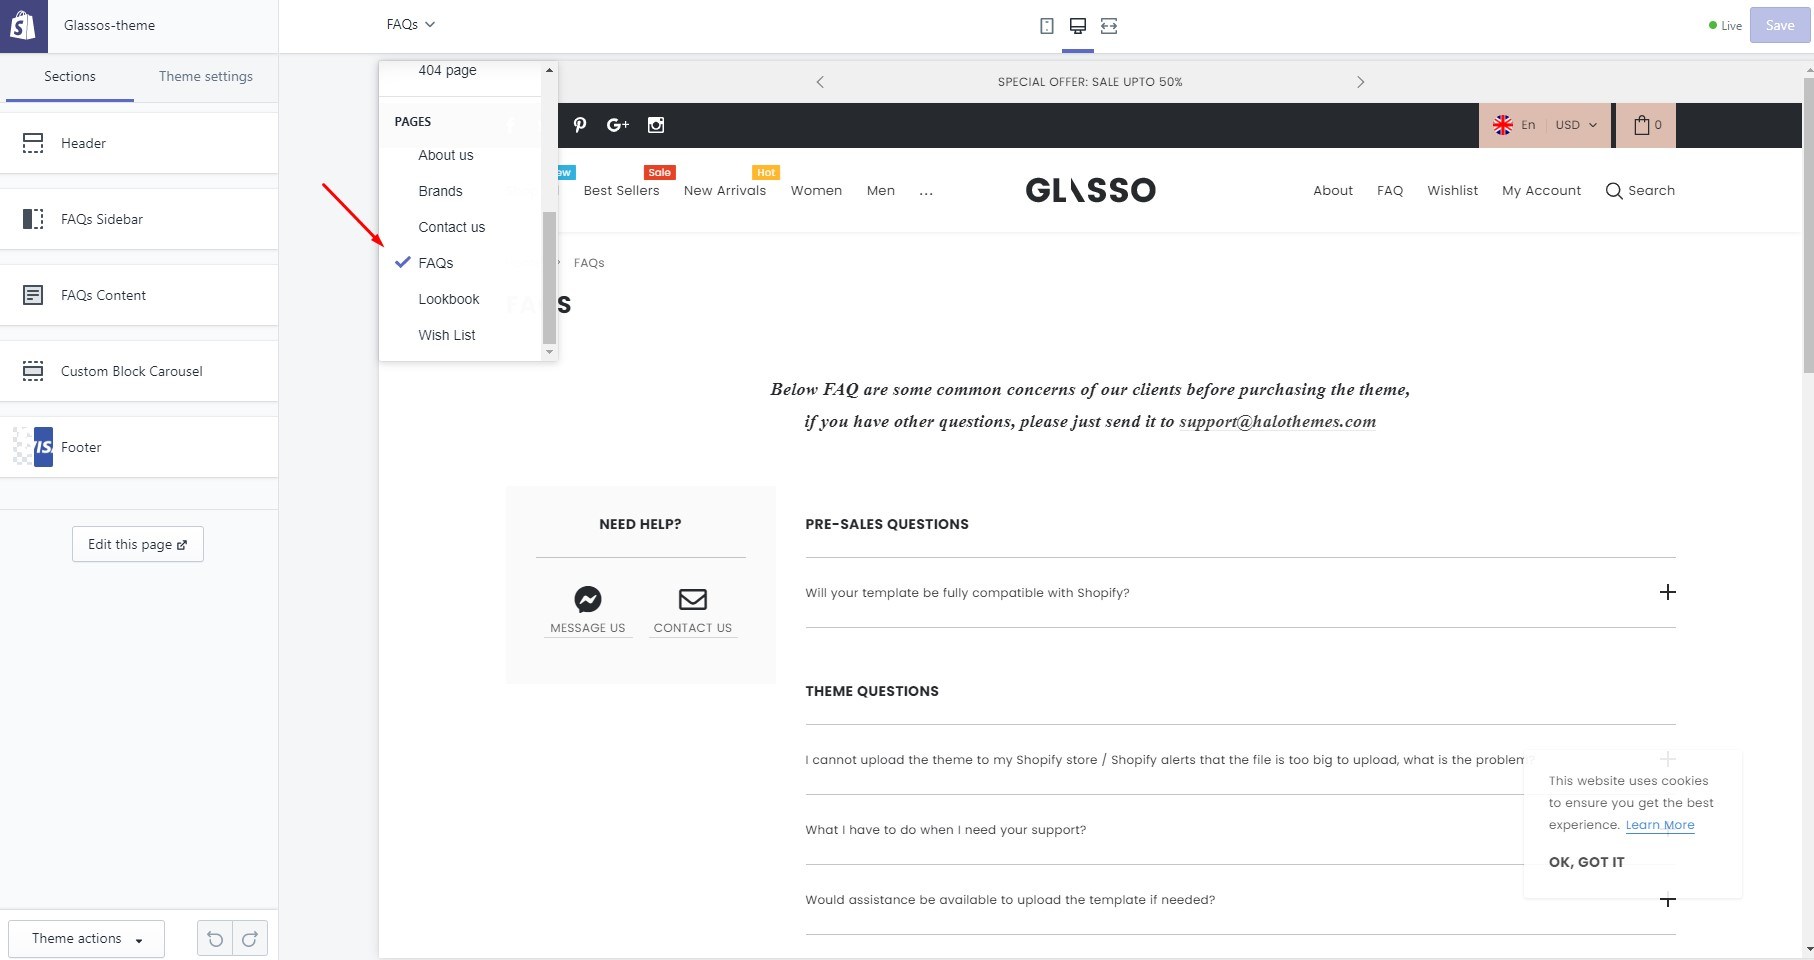 Glassos-theme
FAQs
Live
Save
Sections
Theme settings
Header
FAQs Sidebar
FAQs Content
Custom Block Carousel
VISA
Footer
Edit this page
Theme actions
404 page
PAGES
About us
Brands
Contact us
FAQs
Lookbook
Wish List
SPECIAL OFFER: SALE UPTO 50%
G+
En
USD
0
Sale
Hot
Best Sellers
New Arrivals
Women
Men
...
GLASSO
About
FAQ
Wishlist
My Account
Search
FAQs
Below FAQ are some common concerns of our clients before purchasing the theme,
if you have other questions, please just send it to support@halothemes.com
NEED HELP?
MESSAGE US
CONTACT US
PRE-SALES QUESTIONS
Will your template be fully compatible with Shopify?
THEME QUESTIONS
I cannot upload the theme to my Shopify store / Shopify alerts that the file is too big to upload, what is the problem?
What I have to do when I need your support?
Would assistance be available to upload the template if needed?
This website uses cookies
to ensure you get the best
experience. Learn More
OK, GOT IT